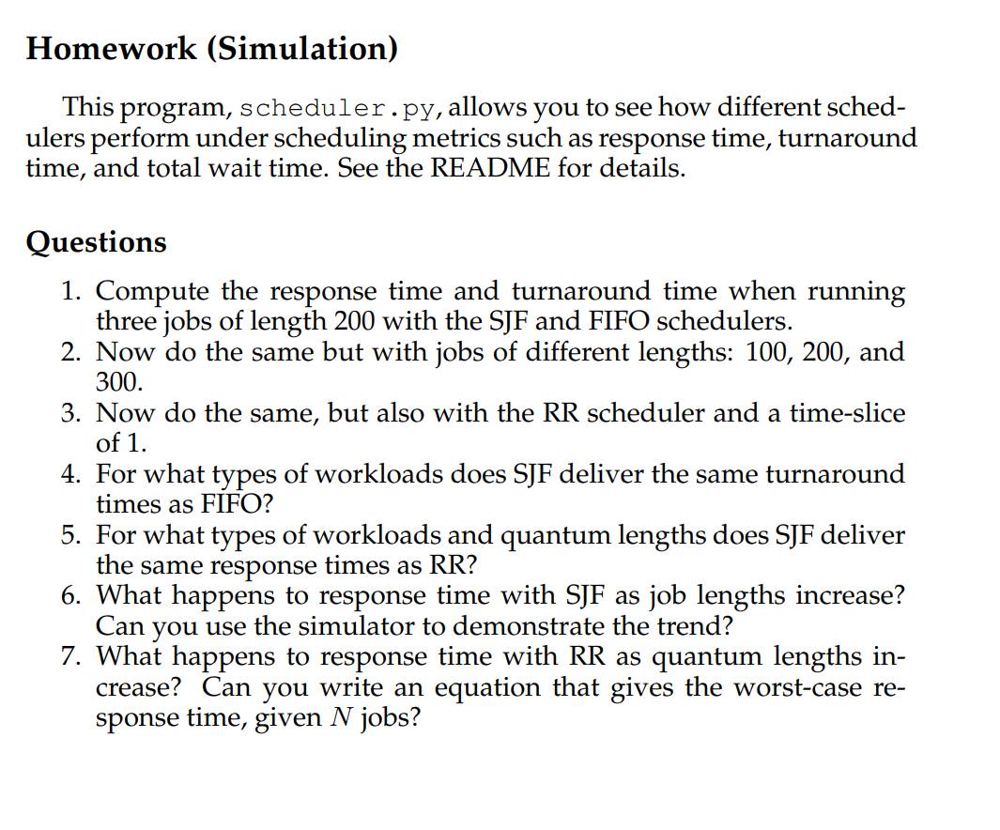 Homework (Simulation)
This program, scheduler.py, allows you to see how different sched-
ulers perform under scheduling metrics such as response time, turnaround
time, and total wait time. See the README for details.
Questions
1. Compute the response time and turnaround time when running
three jobs of length 200 with the SJF and FIFO schedulers.
2. Now do the same but with jobs of different lengths: 100, 200, and
300.
3. Now do the same, but also with the RR scheduler and a time-slice
of 1.
4. For what types of workloads does SJF deliver the same turnaround
times as FIFO?
5. For what types of workloads and quantum lengths does SJF deliver
the same response times as RR?
6. What happens to response time with SJF as job lengths increase?
Can you use the simulator to demonstrate the trend?
7. What happens to response time with RR as quantum lengths in-
crease? Can you write an equation that gives the worst-case re-
sponse time, given N jobs?